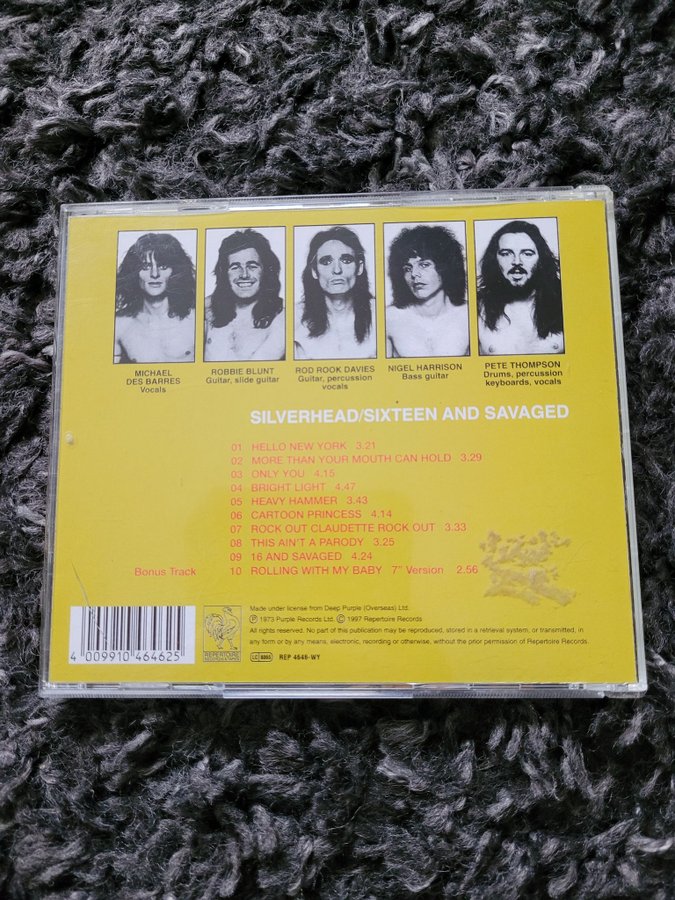 MICHAEL
DES BARRES
Vocals
ROBBIE BLUNT
Guitar, slide guitar
ROD ROOK DAVIES
Guitar, percussion
vocals
NIGEL HARRISON
Bass guitar
PETE THOMPSON
Drums, percussion
keyboards, vocals
SILVERHEAD/SIXTEEN AND SAVAGED
01 HELLO NEW YORK 3.21
02 MORE THAN YOUR MOUTH CAN HOLD 3.29
03 ONLY YOU 4.15
04 BRIGHT LIGHT 4.47
05 HEAVY HAMMER 3.43
06 CARTOON PRINCESS 4.14
07 ROCK OUT CLAUDETTE ROCK OUT 3.33
08 THIS AIN'T A PARODY 3.25
09 16 AND SAVAGED 4.24
Bonus Track 10 ROLLING WITH MY BABY 7" Version 2.56
4 009910 464625
REPERTOIRE
Made under license from Deep Purple (Overseas) Ltd.
Ⓟ 1973 Purple Records Ltd. Ⓒ 1997 Repertoire Records
All rights reserved. No part of this publication may be reproduced, stored in a retrieval system, or transmitted, in
any form or by any means, electronic, recording or otherwise, without the prior permission of Repertoire Records.
REP 4646-WY